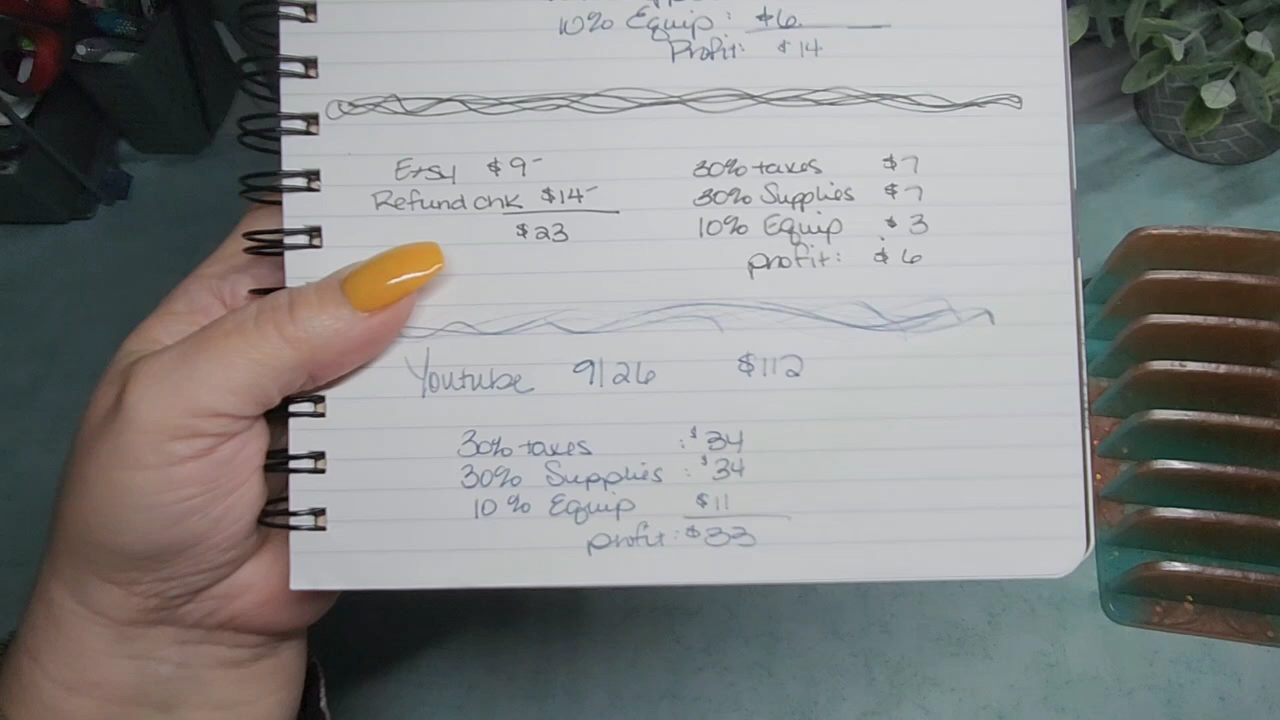 10% Equip: $6
Profit: $14
Etsy $9-
Refund chk $14-
$23
30% taxes $7
30% Supplies $7
10% Equip $3
profit: $6
Youtube 9/26 $112
30% taxes : $34
30% Supplies : $34
10% Equip $11
profit: $33